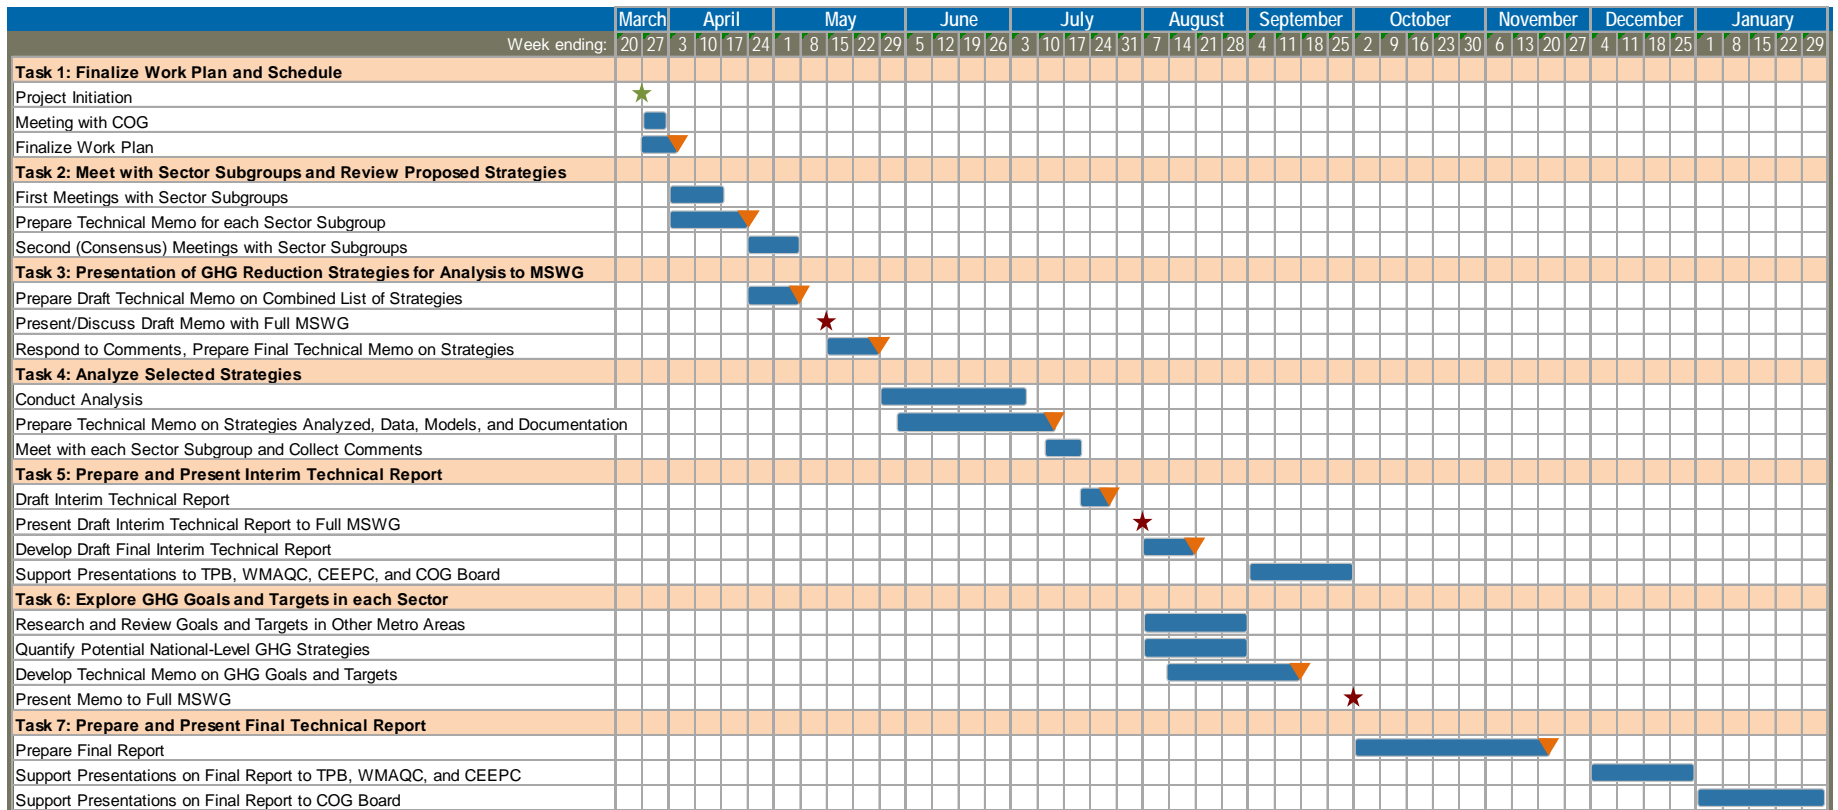 March April May June July August September October November December January
Week ending: 20 27 3 10 17 24 1 8 15 22 29 5 12 19 26 3 10 17 24 31 7 14 21 28 4 11 18 25 2 9 16 23 30 6 13 20 27 4 11 18 25 1 8 15 22 29
Task 1: Finalize Work Plan and Schedule
Project Initiation
Meeting with COG
Finalize Work Plan
Task 2: Meet with Sector Subgroups and Review Proposed Strategies
First Meetings with Sector Subgroups
Prepare Technical Memo for each Sector Subgroup
Second (Consensus) Meetings with Sector Subgroups
Task 3: Presentation of GHG Reduction Strategies for Analysis to MSWG
Prepare Draft Technical Memo on Combined List of Strategies
Present/Discuss Draft Memo with Full MSWG
Respond to Comments, Prepare Final Technical Memo on Strategies
Task 4: Analyze Selected Strategies
Conduct Analysis
Prepare Technical Memo on Strategies Analyzed, Data, Models, and Documentation
Meet with each Sector Subgroup and Collect Comments
Task 5: Prepare and Present Interim Technical Report
Draft Interim Technical Report
Present Draft Interim Technical Report to Full MSWG
Develop Draft Final Interim Technical Report
Support Presentations to TPB, WMAQC, CEEPC, and COG Board
Task 6: Explore GHG Goals and Targets in each Sector
Research and Review Goals and Targets in Other Metro Areas
Quantify Potential National-Level GHG Strategies
Develop Technical Memo on GHG Goals and Targets
Present Memo to Full MSWG
Task 7: Prepare and Present Final Technical Report
Prepare Final Report
Support Presentations on Final Report to TPB, WMAQC, and CEEPC
Support Presentations on Final Report to COG Board